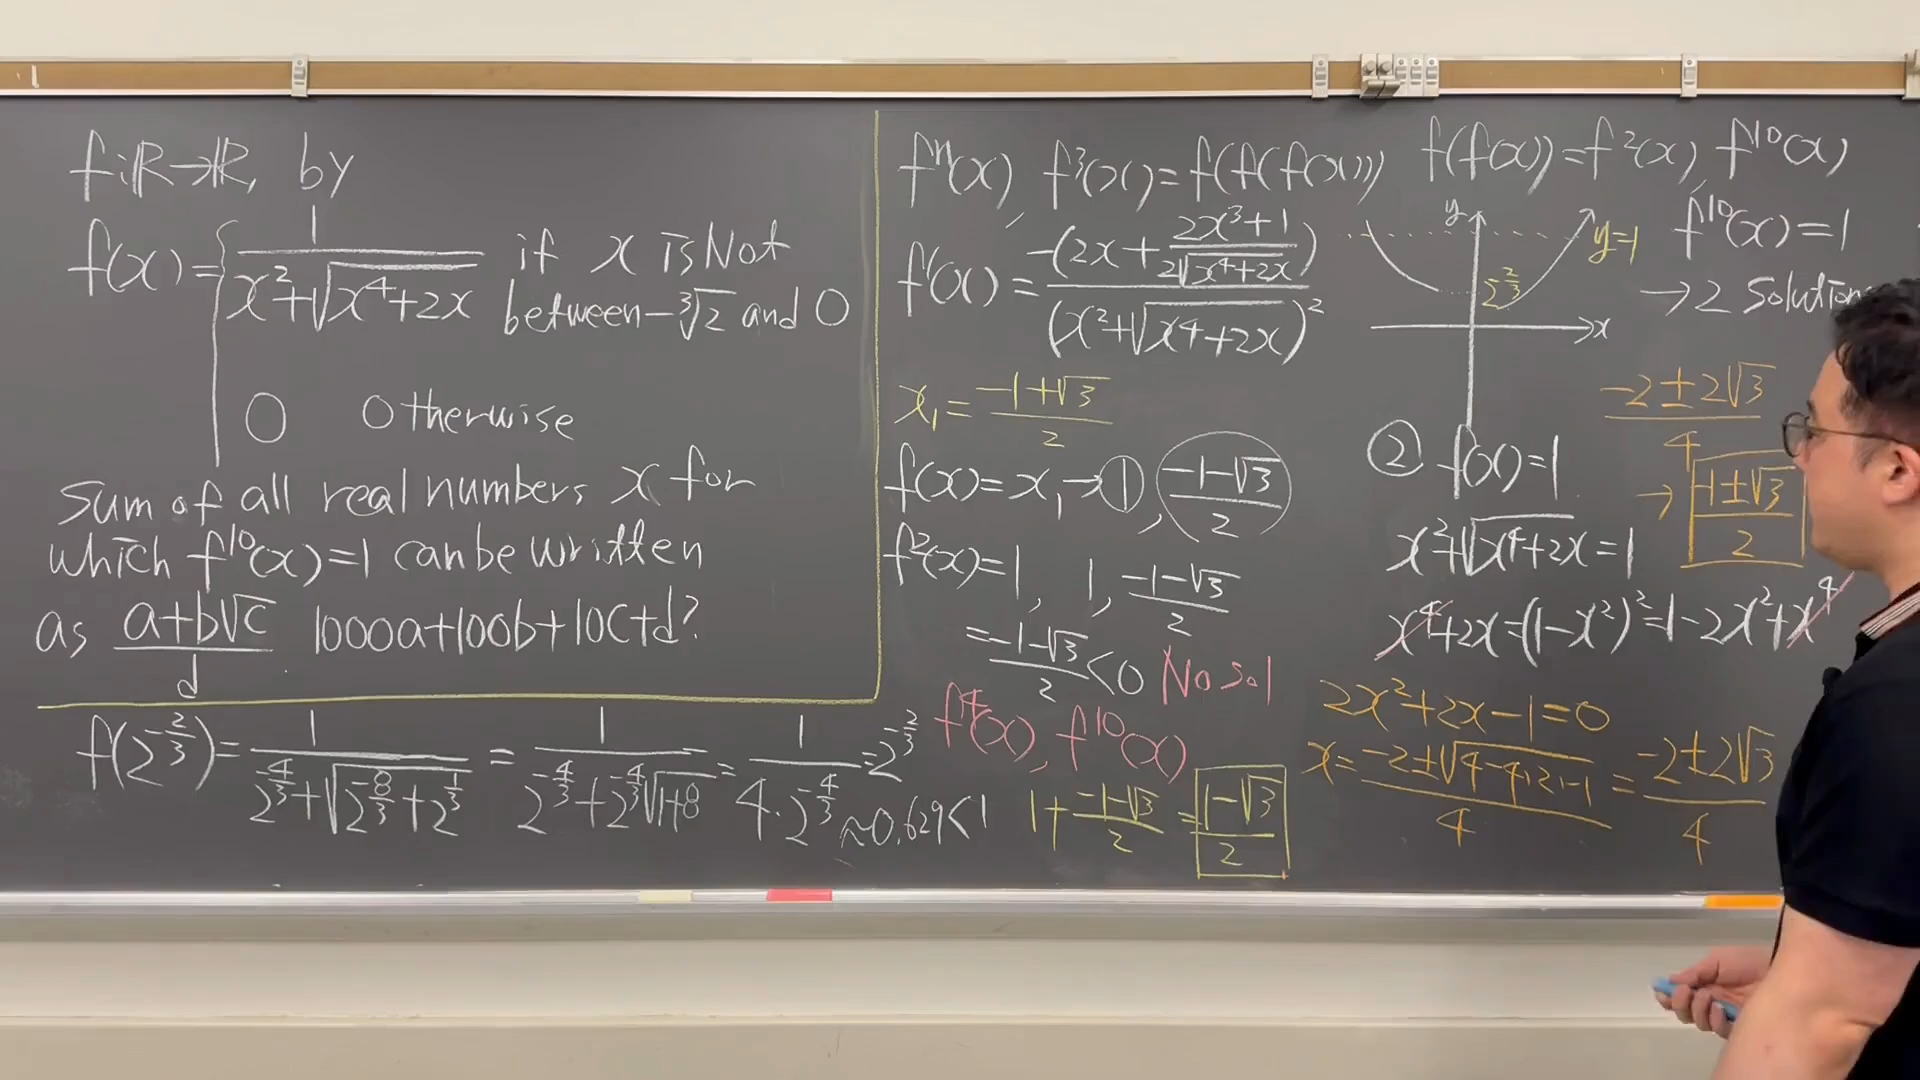 f:ℝ→ℝ, by
f(x) = { 1/(x²+√(x⁴+2x)) if x is Not between -∛2 and 0
0 Otherwise
Sum of all real numbers x for
which f¹⁰(x)=1 can be written
as (a+b√c)/d . 1000a+100b+10c+d?
f(2^(-2/3)) = 1/(2^(-4/3)+√(2^(-8/3)+2^(1/3))) = 1/(2^(-4/3)+2^(-4/3)√(1+8)) = 1/(4·2^(-4/3)) = 2^(-2/3) ≈0.629<1
fⁿ(x), f³(x)=f(f(f(x))) f(f(x))=f²(x), f¹⁰(x)
f'(x) = -(2x+(2x³+1)/(2√(x⁴+2x)))/(x²+√(x⁴+2x))²
x₁ = (-1+√3)/2
f(x)=x₁→①, (-1-√3)/2
f²(x)=1, 1, (-1-√3)/2
=(-1-√3)/2 <0 No sol
f⁴(x), f¹⁰(x)
1+(-1-√3)/2 = (1-√3)/2
y
x
2^(2/3)
y=1
f¹⁰(x)=1
→2 Solution
(-2±2√3)/4
→ (-1±√3)/2
② f(x)=1
x²+√(x⁴+2x)=1
x⁴+2x=(1-x²)²=1-2x²+x⁴
2x²+2x-1=0
x=(-2±√(4-4·2·-1))/4 = (-2±2√3)/4